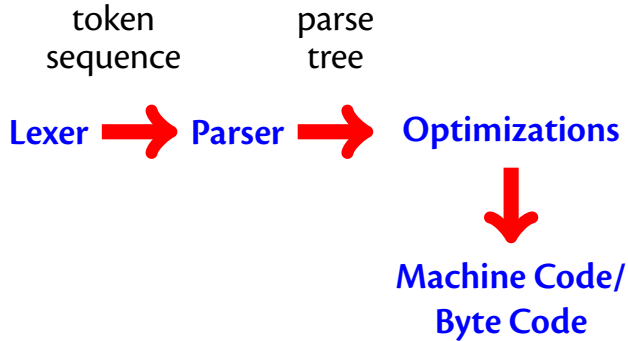 token
sequence
parse
tree
Lexer
Parser
Optimizations
Machine Code/
Byte Code